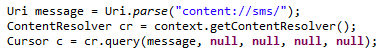 Uri message = Uri.parse("content://sms/");
ContentResolver cr = context.getContentResolver();
Cursor c = cr.query(message, null, null, null, null);